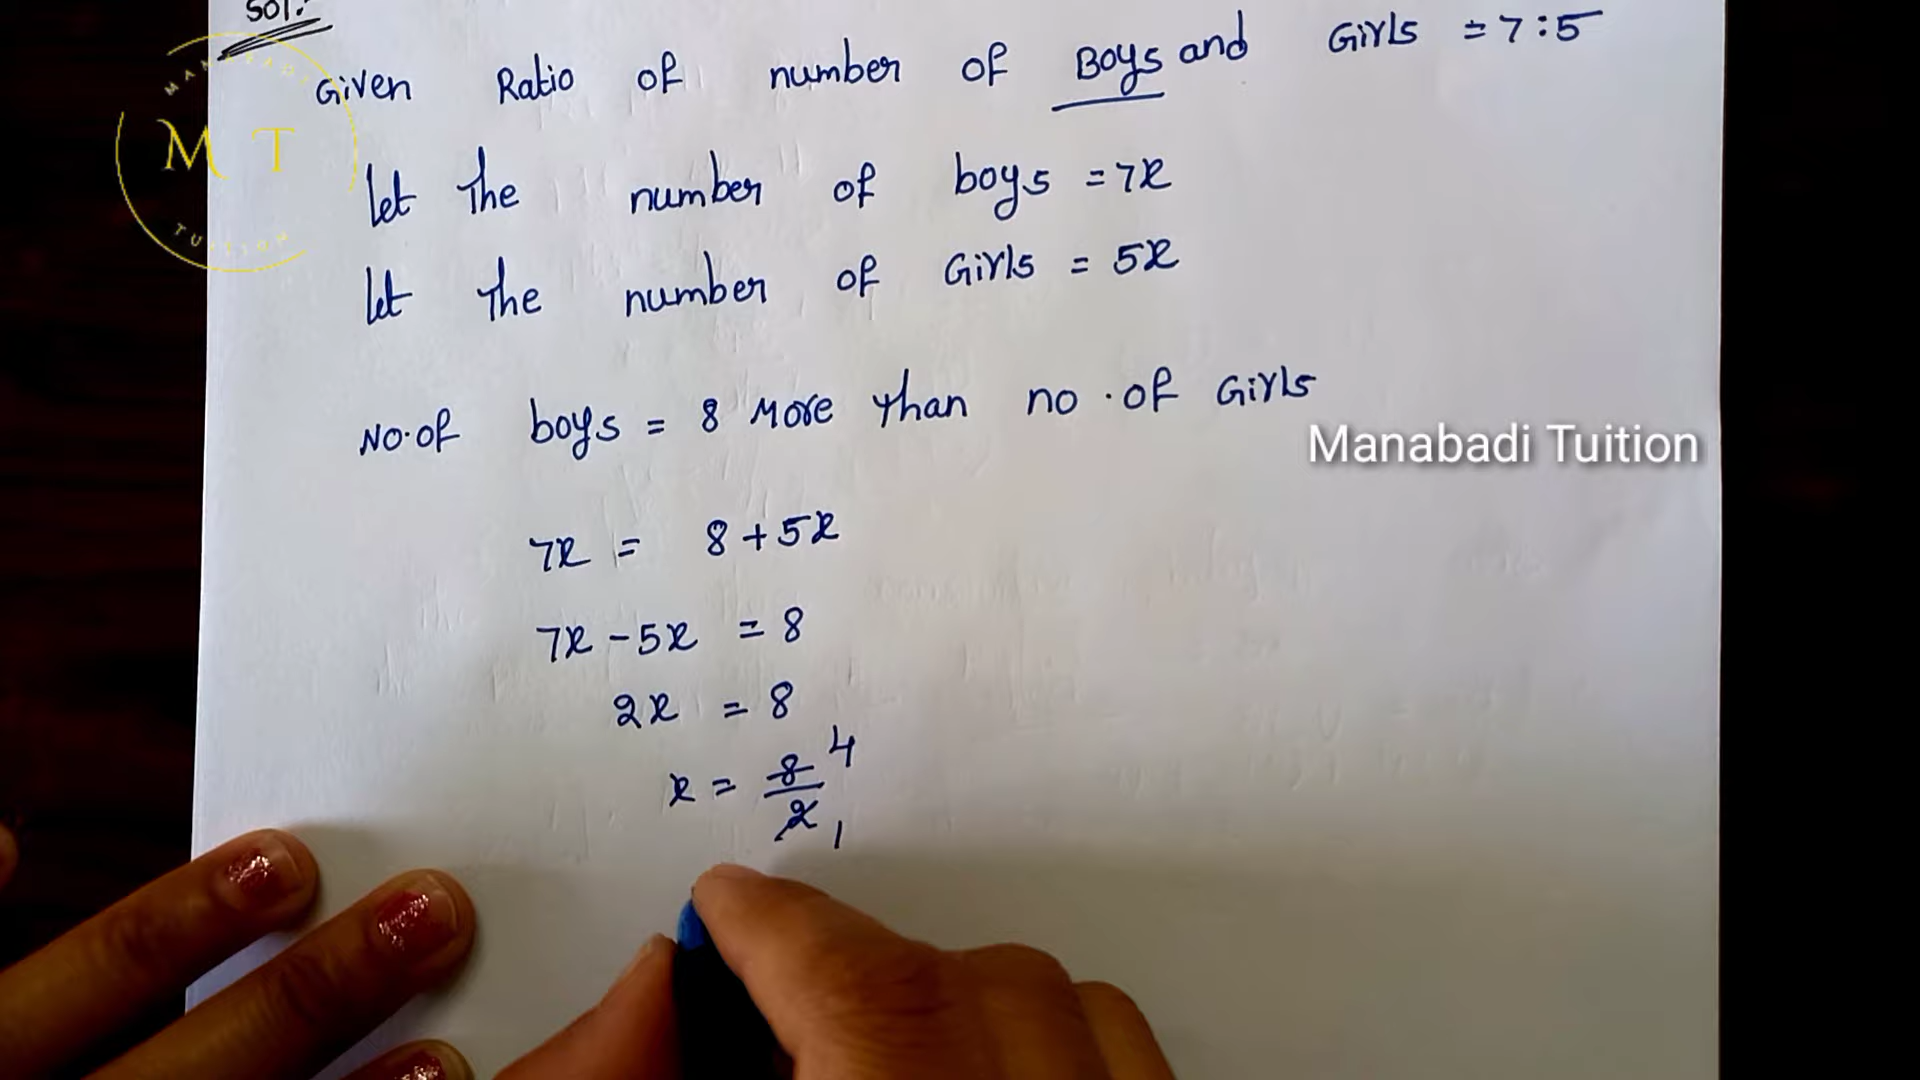 Sol:
MANABADI
M T
TUITION
Given Ratio of number of Boys and Girls = 7:5
let the number of boys = 7x
let the number of Girls = 5x
No. of boys = 8 More than no. of Girls
Manabadi Tuition
7x = 8+5x
7x - 5x = 8
2x = 8
x = 8/2 4 1